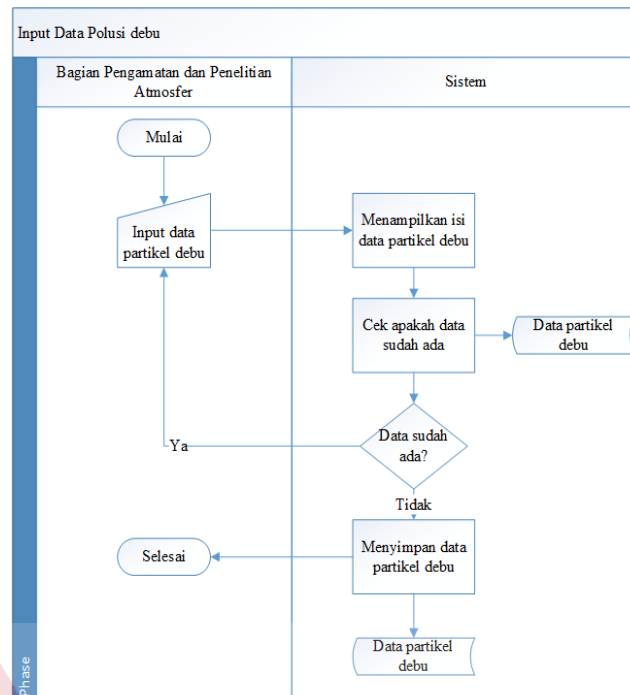 Input Data Polusi debu
Bagian Pengamatan dan Penelitian
Atmosfer
Sistem
Mulai
Input data
partikel debu
Menampilkan isi
data partikel debu
Cek apakah data
sudah ada
Data partikel
debu
Data sudah
ada?
Ya
Tidak
Menyimpan data
partikel debu
Selesai
Data partikel
debu
Phase